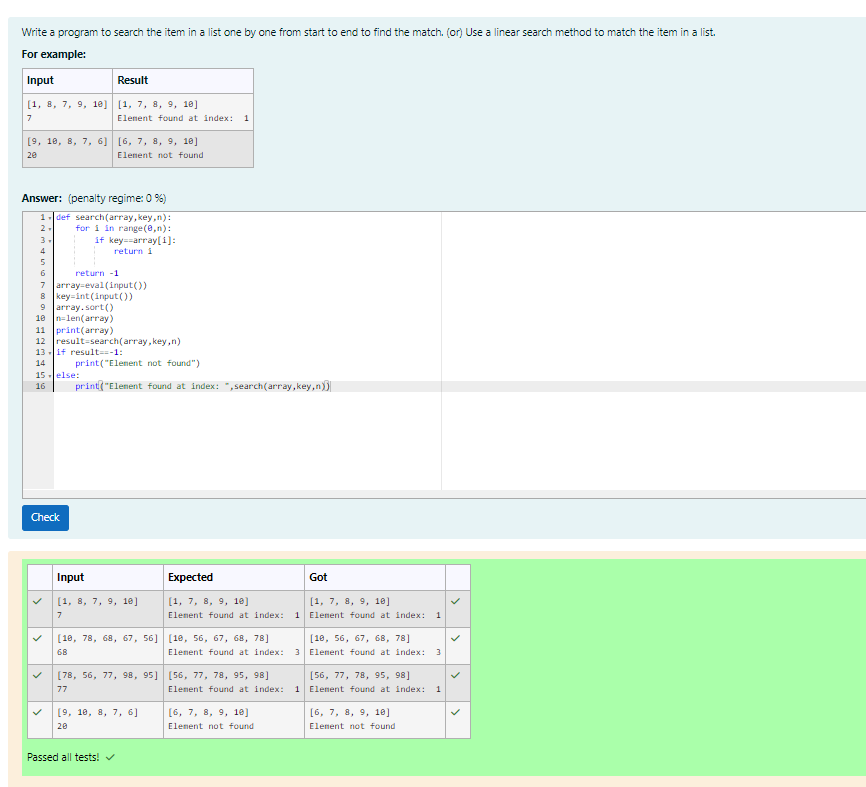 Write a program to search the item in a list one by one from start to end to find the match. (or) Use a linear search method to match the item in a list.
For example:
Input Result
[1, 8, 7, 9, 10] [1, 7, 8, 9, 10]
7 Element found at index:  1
[9, 10, 8, 7, 6] [6, 7, 8, 9, 10]
20 Element not found
Answer: (penalty regime: 0 %)
1 def search(array,key,n):
2     for i in range(0,n):
3         if key==array[i]:
4             return i
5
6     return -1
7 array=eval(input())
8 key=int(input())
9 array.sort()
10 n=len(array)
11 print(array)
12 result=search(array,key,n)
13 if result==-1:
14     print("Element not found")
15 else:
16     print("Element found at index: ",search(array,key,n))
Check
Input Expected Got
[1, 8, 7, 9, 10] [1, 7, 8, 9, 10] [1, 7, 8, 9, 10]
7 Element found at index:  1 Element found at index:  1
[10, 78, 68, 67, 56] [10, 56, 67, 68, 78] [10, 56, 67, 68, 78]
68 Element found at index:  3 Element found at index:  3
[78, 56, 77, 98, 95] [56, 77, 78, 95, 98] [56, 77, 78, 95, 98]
77 Element found at index:  1 Element found at index:  1
[9, 10, 8, 7, 6] [6, 7, 8, 9, 10] [6, 7, 8, 9, 10]
20 Element not found Element not found
Passed all tests! ✓